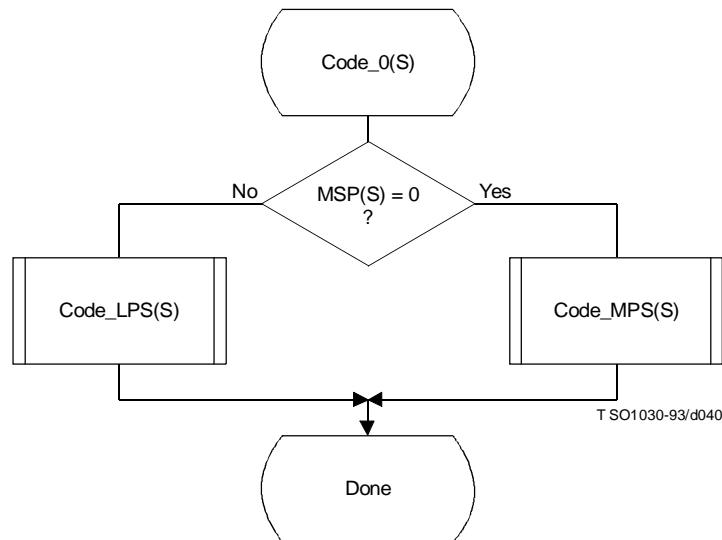 Code_0(S)
No
MSP(S) = 0
?
Yes
Code_LPS(S)
Code_MPS(S)
T SO1030-93/d040
Done